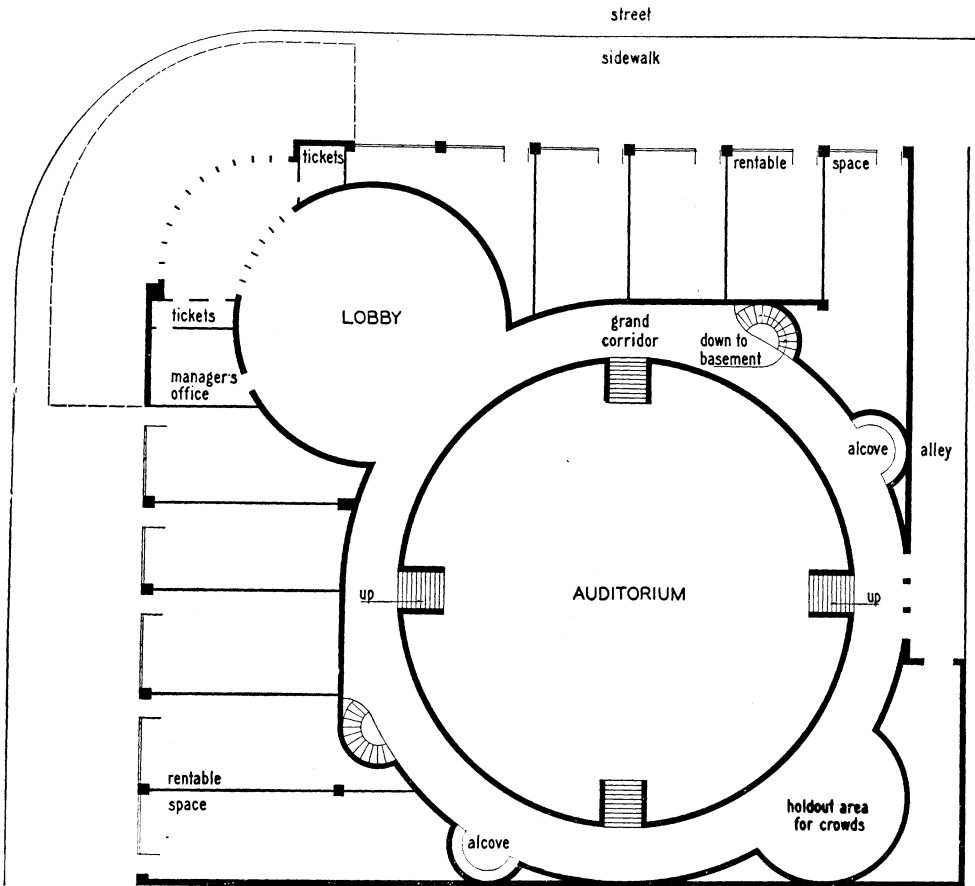 street
sidewalk
tickets
rentable
space
LOBBY
grand
corridor
down to
basement
tickets
manager's
office
alcove
alley
up
AUDITORIUM
up
rentable
space
holdout area
for crowds
alcove